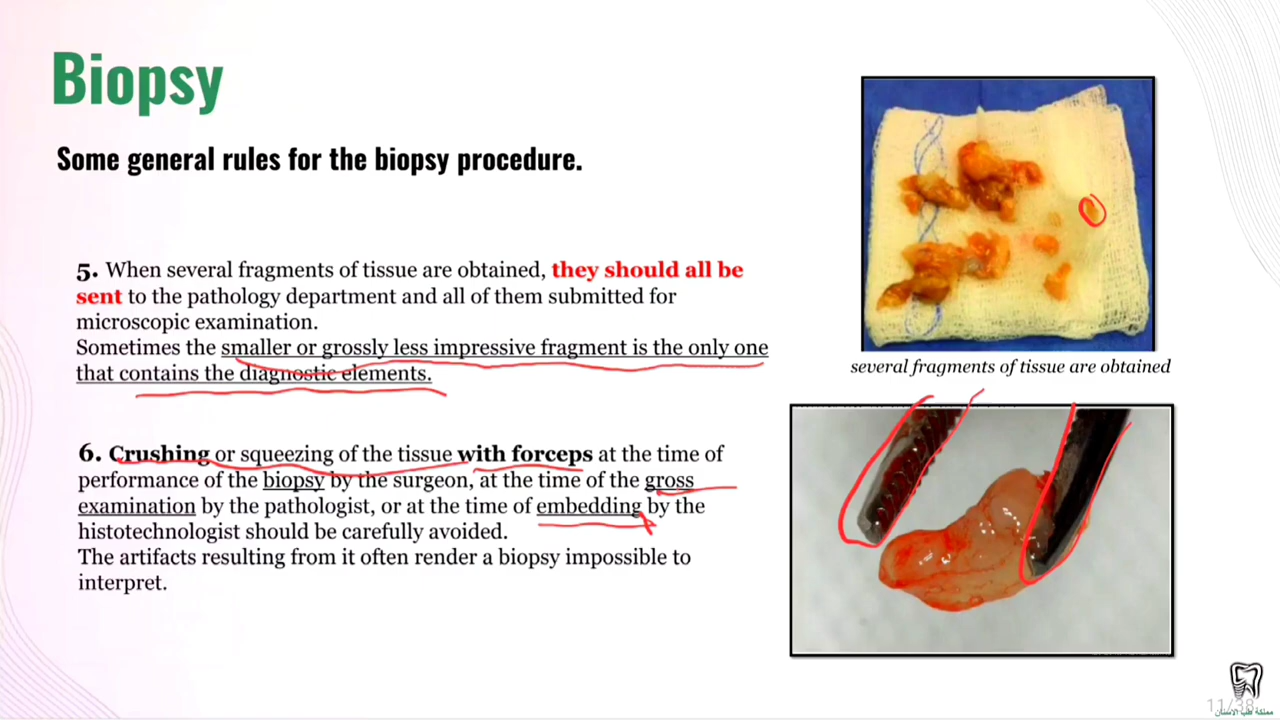 Biopsy
Some general rules for the biopsy procedure.
5. When several fragments of tissue are obtained, they should all be
sent to the pathology department and all of them submitted for
microscopic examination.
Sometimes the smaller or grossly less impressive fragment is the only one
that contains the diagnostic elements.
several fragments of tissue are obtained
6. Crushing or squeezing of the tissue with forceps at the time of
performance of the biopsy by the surgeon, at the time of the gross
examination by the pathologist, or at the time of embedding by the
histotechnologist should be carefully avoided.
The artifacts resulting from it often render a biopsy impossible to
interpret.
11/38
مملكة طب الاسنان